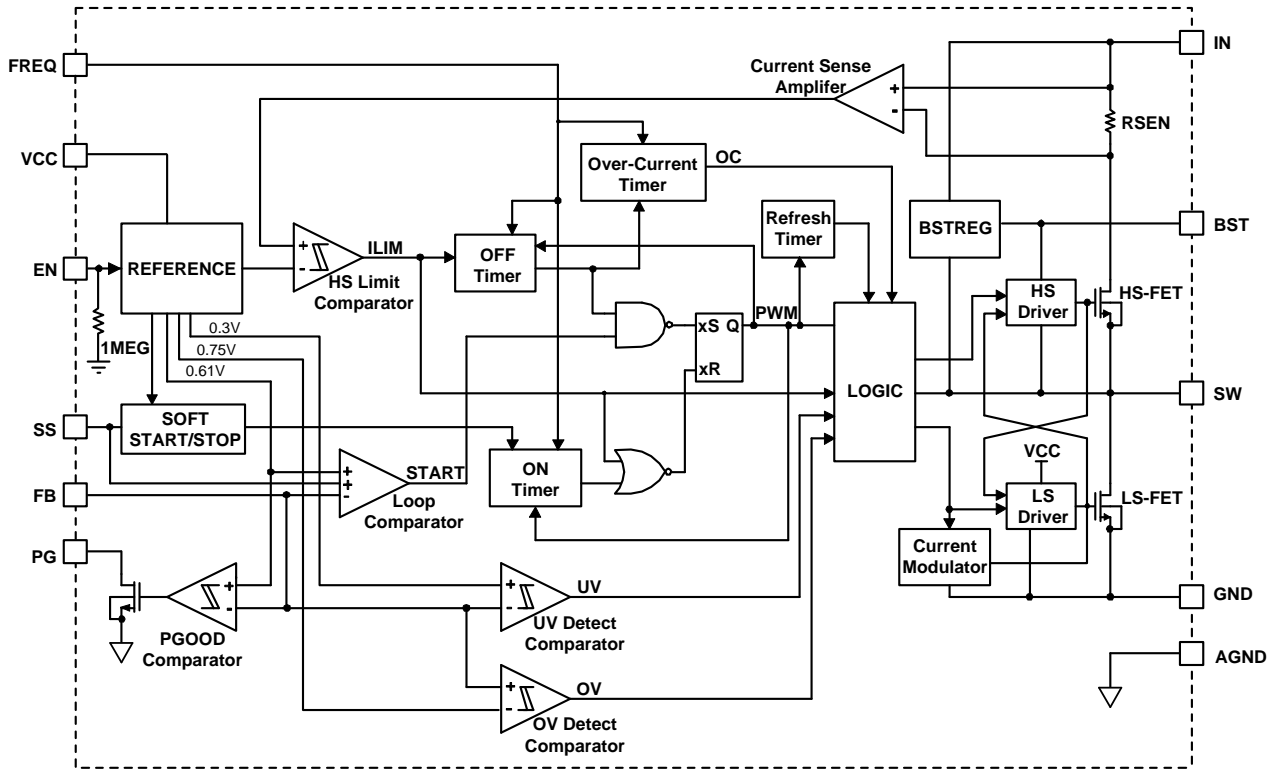 FREQ
VCC
EN
1MEG
SS
FB
PG
REFERENCE
0.3V
0.75V
0.61V
SOFT
START/STOP
+
-
ILIM
HS Limit
Comparator
+
+
-
START
Loop
Comparator
+
-
PGOOD
Comparator
Current Sense
Amplifer
+
-
RSEN
Over-Current
Timer
OC
OFF
Timer
Refresh
Timer
PWM
xS Q
xR
ON
Timer
LOGIC
+
-
UV
UV Detect
Comparator
+
-
OV
OV Detect
Comparator
BSTREG
HS
Driver
HS-FET
VCC
LS
Driver
LS-FET
Current
Modulator
IN
BST
SW
GND
AGND